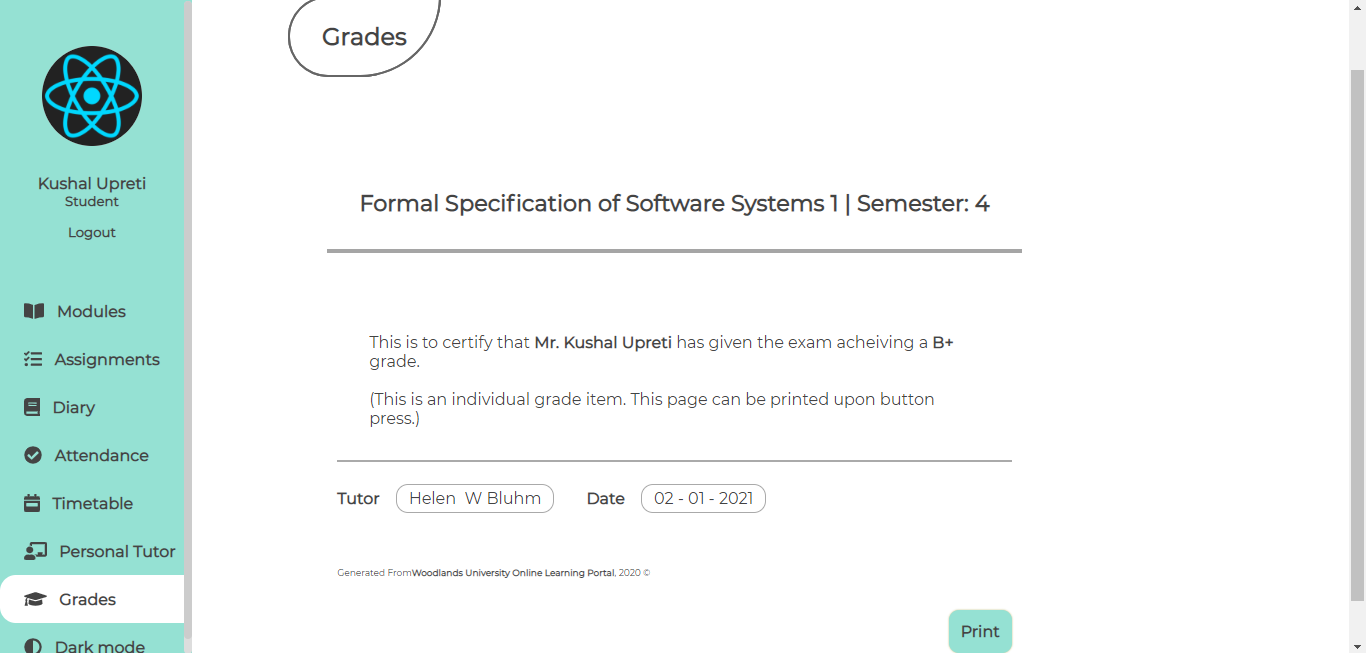 Grades
Kushal Upreti
Student
Logout
Modules
Assignments
Diary
Attendance
Timetable
Personal Tutor
Grades
Dark mode
Formal Specification of Software Systems 1 | Semester: 4
This is to certify that Mr. Kushal Upreti has given the exam acheiving a B+
grade.
(This is an individual grade item. This page can be printed upon button
press.)
Tutor Helen W Bluhm Date 02 - 01 - 2021
Generated FromWoodlands University Online Learning Portal, 2020 ©
Print